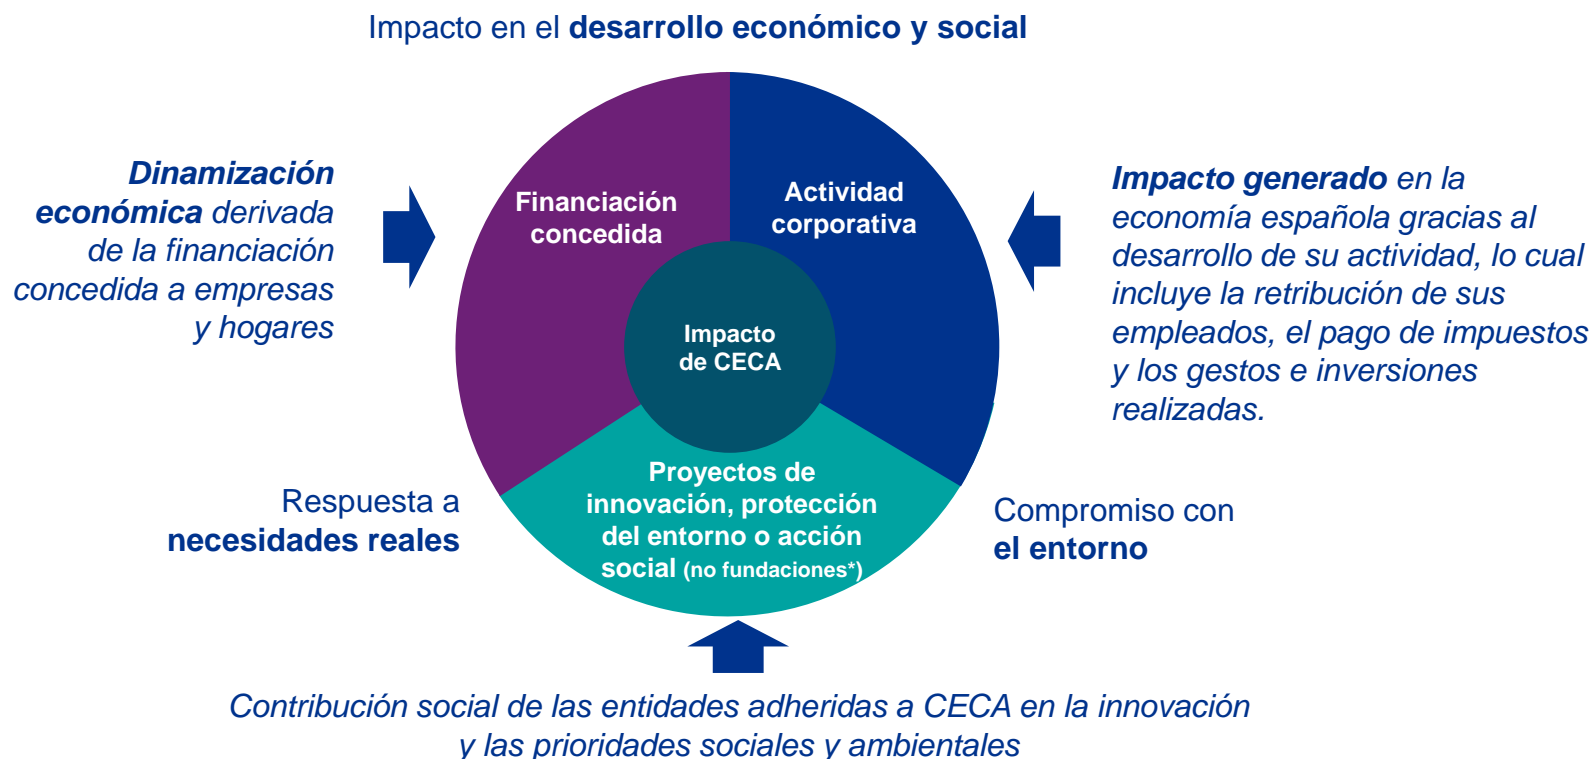 Impacto en el desarrollo económico y social
Dinamización
económica derivada
de la financiación
concedida a empresas
y hogares
Financiación
concedida
Actividad
corporativa
Impacto generado en la
economía española gracias al
desarrollo de su actividad, lo cual
incluye la retribución de sus
empleados, el pago de impuestos
y los gestos e inversiones
realizadas.
Impacto
de CECA
Proyectos de
innovación, protección
del entorno o acción
social (no fundaciones*)
Respuesta a
necesidades reales
Compromiso con
el entorno
Contribución social de las entidades adheridas a CECA en la innovación
y las prioridades sociales y ambientales